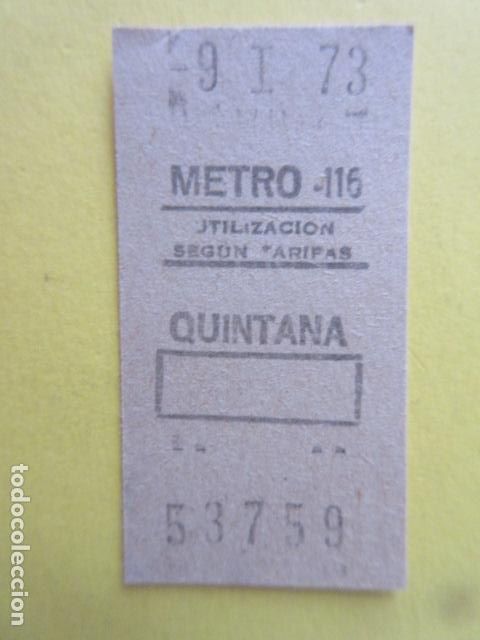 -9 I 73
METRO -116
UTILIZACION
SEGUN TARIFAS
QUINTANA
53759
todocoleccion